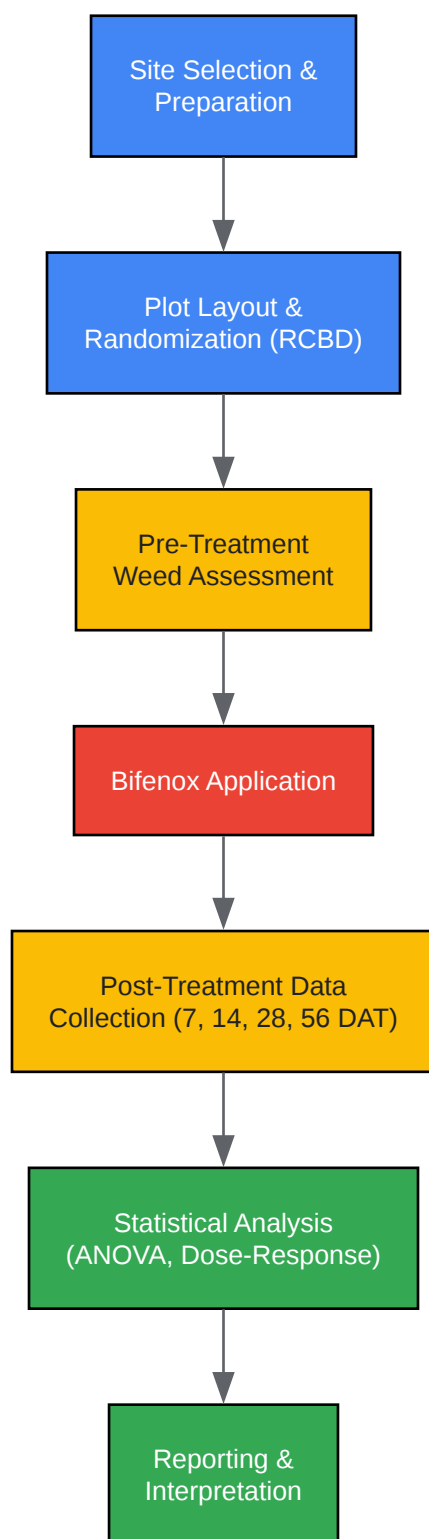 Site Selection &
Preparation
Plot Layout &
Randomization (RCBD)
Pre-Treatment
Weed Assessment
Bifenox Application
Post-Treatment Data
Collection (7, 14, 28, 56 DAT)
Statistical Analysis
(ANOVA, Dose-Response)
Reporting &
Interpretation